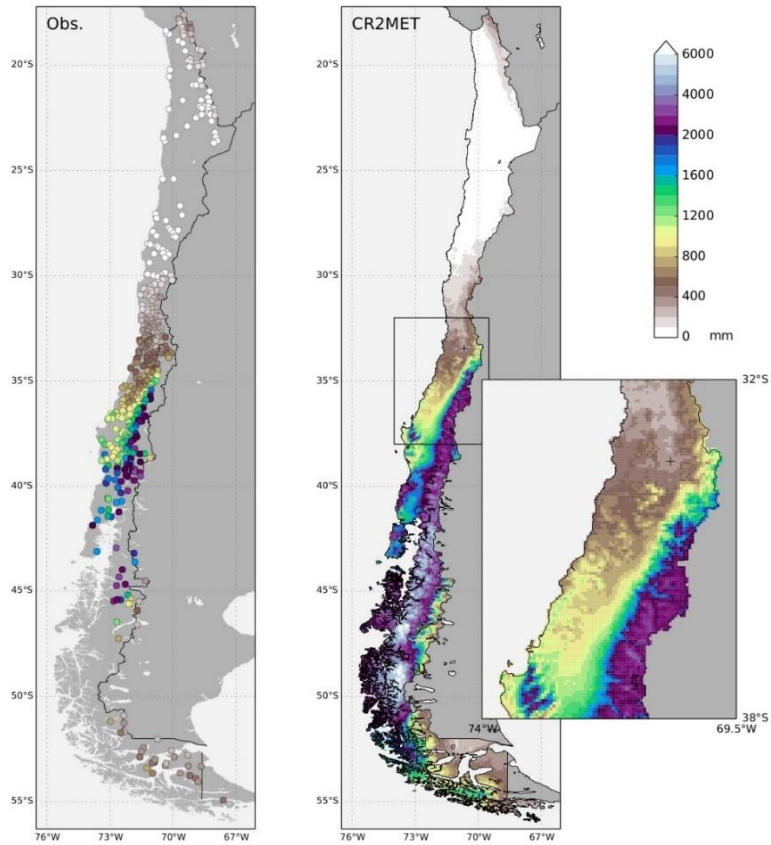 Obs.
20°S
25°S
30°S
35°S
40°S
45°S
50°S
55°S
76°W
73°W
70°W
67°W
CR2MET
20°S
25°S
30°S
35°S
40°S
45°S
50°S
55°S
76°W
73°W
70°W
67°W
6000
4000
2000
1600
1200
800
400
0 mm
32°S
38°S
74°W
69.5°W